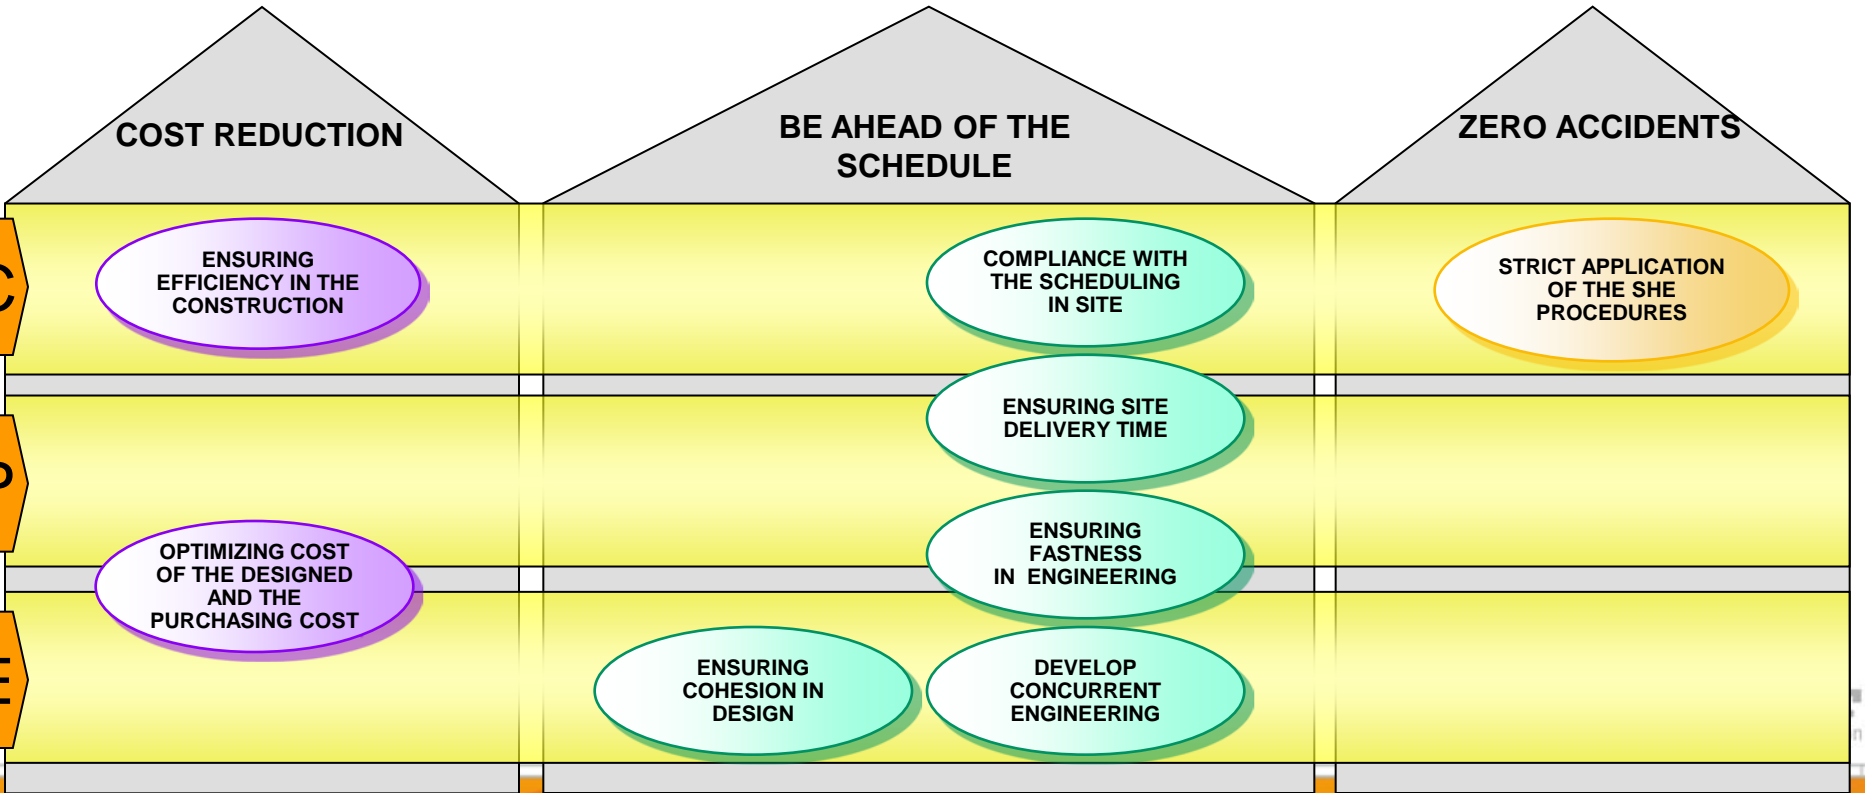 COST REDUCTION
BE AHEAD OF THE
SCHEDULE
ZERO ACCIDENTS
C
ENSURING
EFFICIENCY IN THE
CONSTRUCTION
COMPLIANCE WITH
THE SCHEDULING
IN SITE
STRICT APPLICATION
OF THE SHE
PROCEDURES
P
ENSURING SITE
DELIVERY TIME
OPTIMIZING COST
OF THE DESIGNED
AND THE
PURCHASING COST
ENSURING
FASTNESS
IN ENGINEERING
E
ENSURING
COHESION IN
DESIGN
DEVELOP
CONCURRENT
ENGINEERING